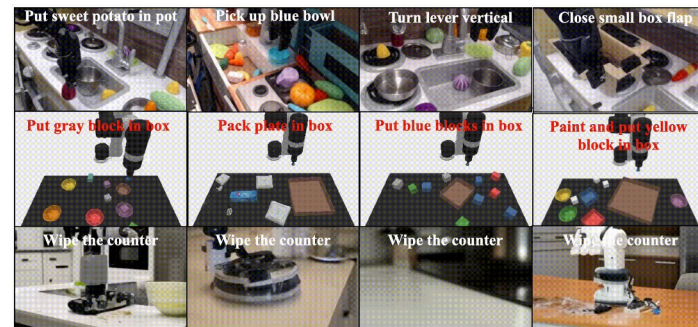 Put sweet potato in pot
Pick up blue bowl
Turn lever vertical
Close small box flap
Put gray block in box
Pack plate in box
Put blue blocks in box
Paint and put yellow
block in box
Wipe the counter
Wipe the counter
Wipe the counter
Wipe the counter